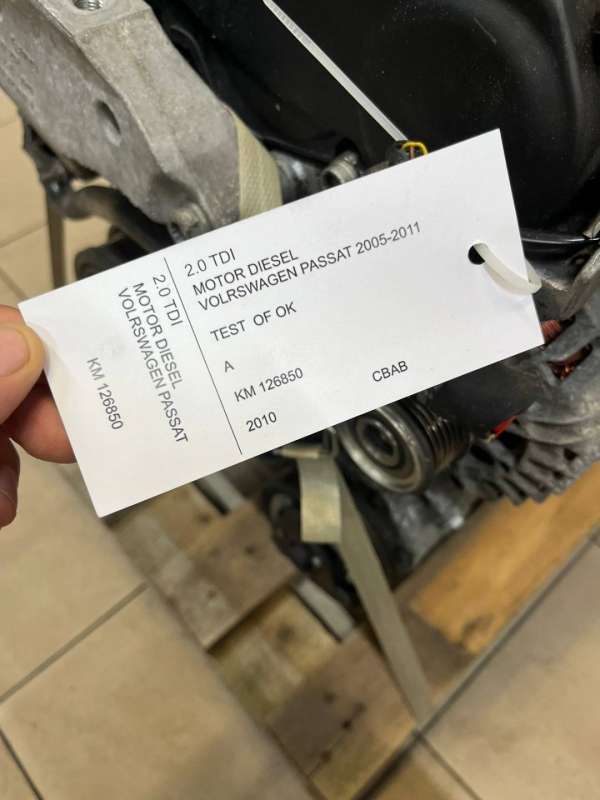 2.0 TDI
MOTOR DIESEL
VOLRSWAGEN PASSAT
KM 126850
2.0 TDI
MOTOR DIESEL
VOLRSWAGEN PASSAT 2005-2011
TEST OF OK
A
KM 126850 CBAB
2010